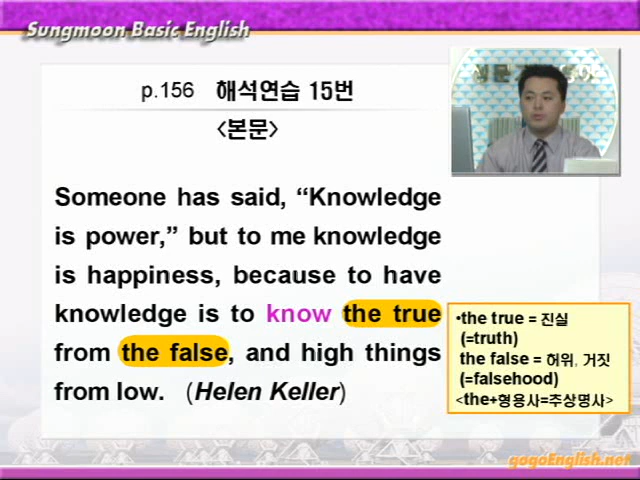 Sungmoon Basic English
p.156 해석연습 15번
<본문>
Someone has said, “Knowledge
is power,” but to me knowledge
is happiness, because to have
knowledge is to know the true
from the false, and high things
from low. (Helen Keller)
•the true = 진실
(=truth)
the false = 허위, 거짓
(=falsehood)
<the+형용사=추상명사>
gogoEnglish.net